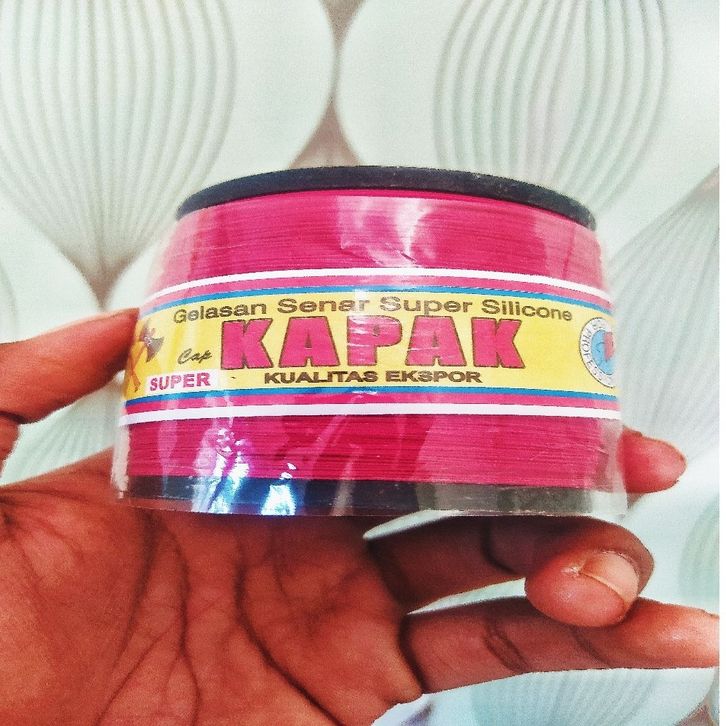 Gelasan Senar Super Silicone
Cap KAPAK
SUPER
KUALITAS EKSPOR